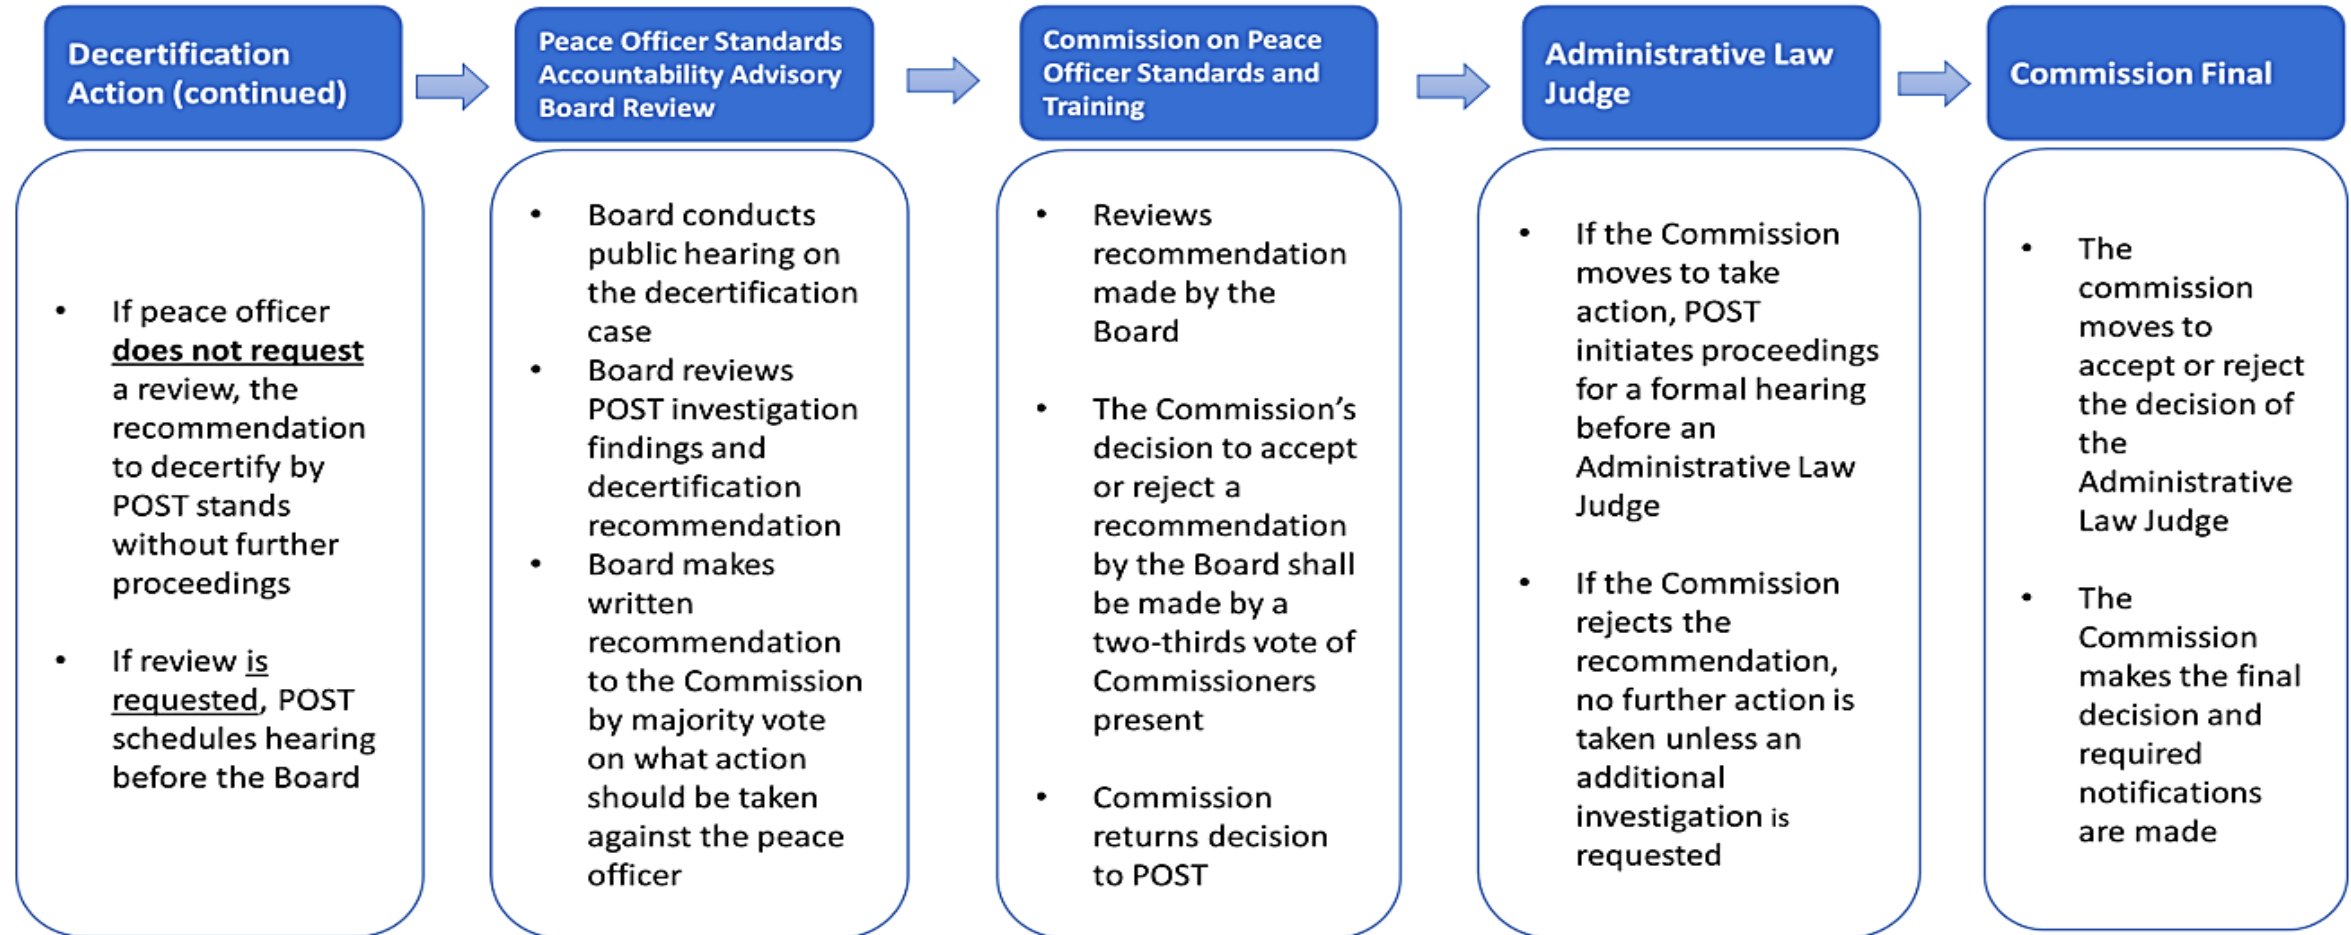 Decertification
Action (continued)
Peace Officer Standards
Accountability Advisory
Board Review
Commission on Peace
Officer Standards and
Training
Administrative Law
Judge
Commission Final
• If peace officer
does not request
a review, the
recommendation
to decertify by
POST stands
without further
proceedings
• If review is
requested, POST
schedules hearing
before the Board
• Board conducts
public hearing on
the decertification
case
• Board reviews
POST investigation
findings and
decertification
recommendation
• Board makes
written
recommendation
to the Commission
by majority vote
on what action
should be taken
against the peace
officer
• Reviews
recommendation
made by the
Board
• The Commission’s
decision to accept
or reject a
recommendation
by the Board shall
be made by a
two-thirds vote of
Commissioners
present
• Commission
returns decision
to POST
• If the Commission
moves to take
action, POST
initiates proceedings
for a formal hearing
before an
Administrative Law
Judge
• If the Commission
rejects the
recommendation,
no further action is
taken unless an
additional
investigation is
requested
• The
commission
moves to
accept or reject
the decision of
the
Administrative
Law Judge
• The
Commission
makes the final
decision and
required
notifications
are made